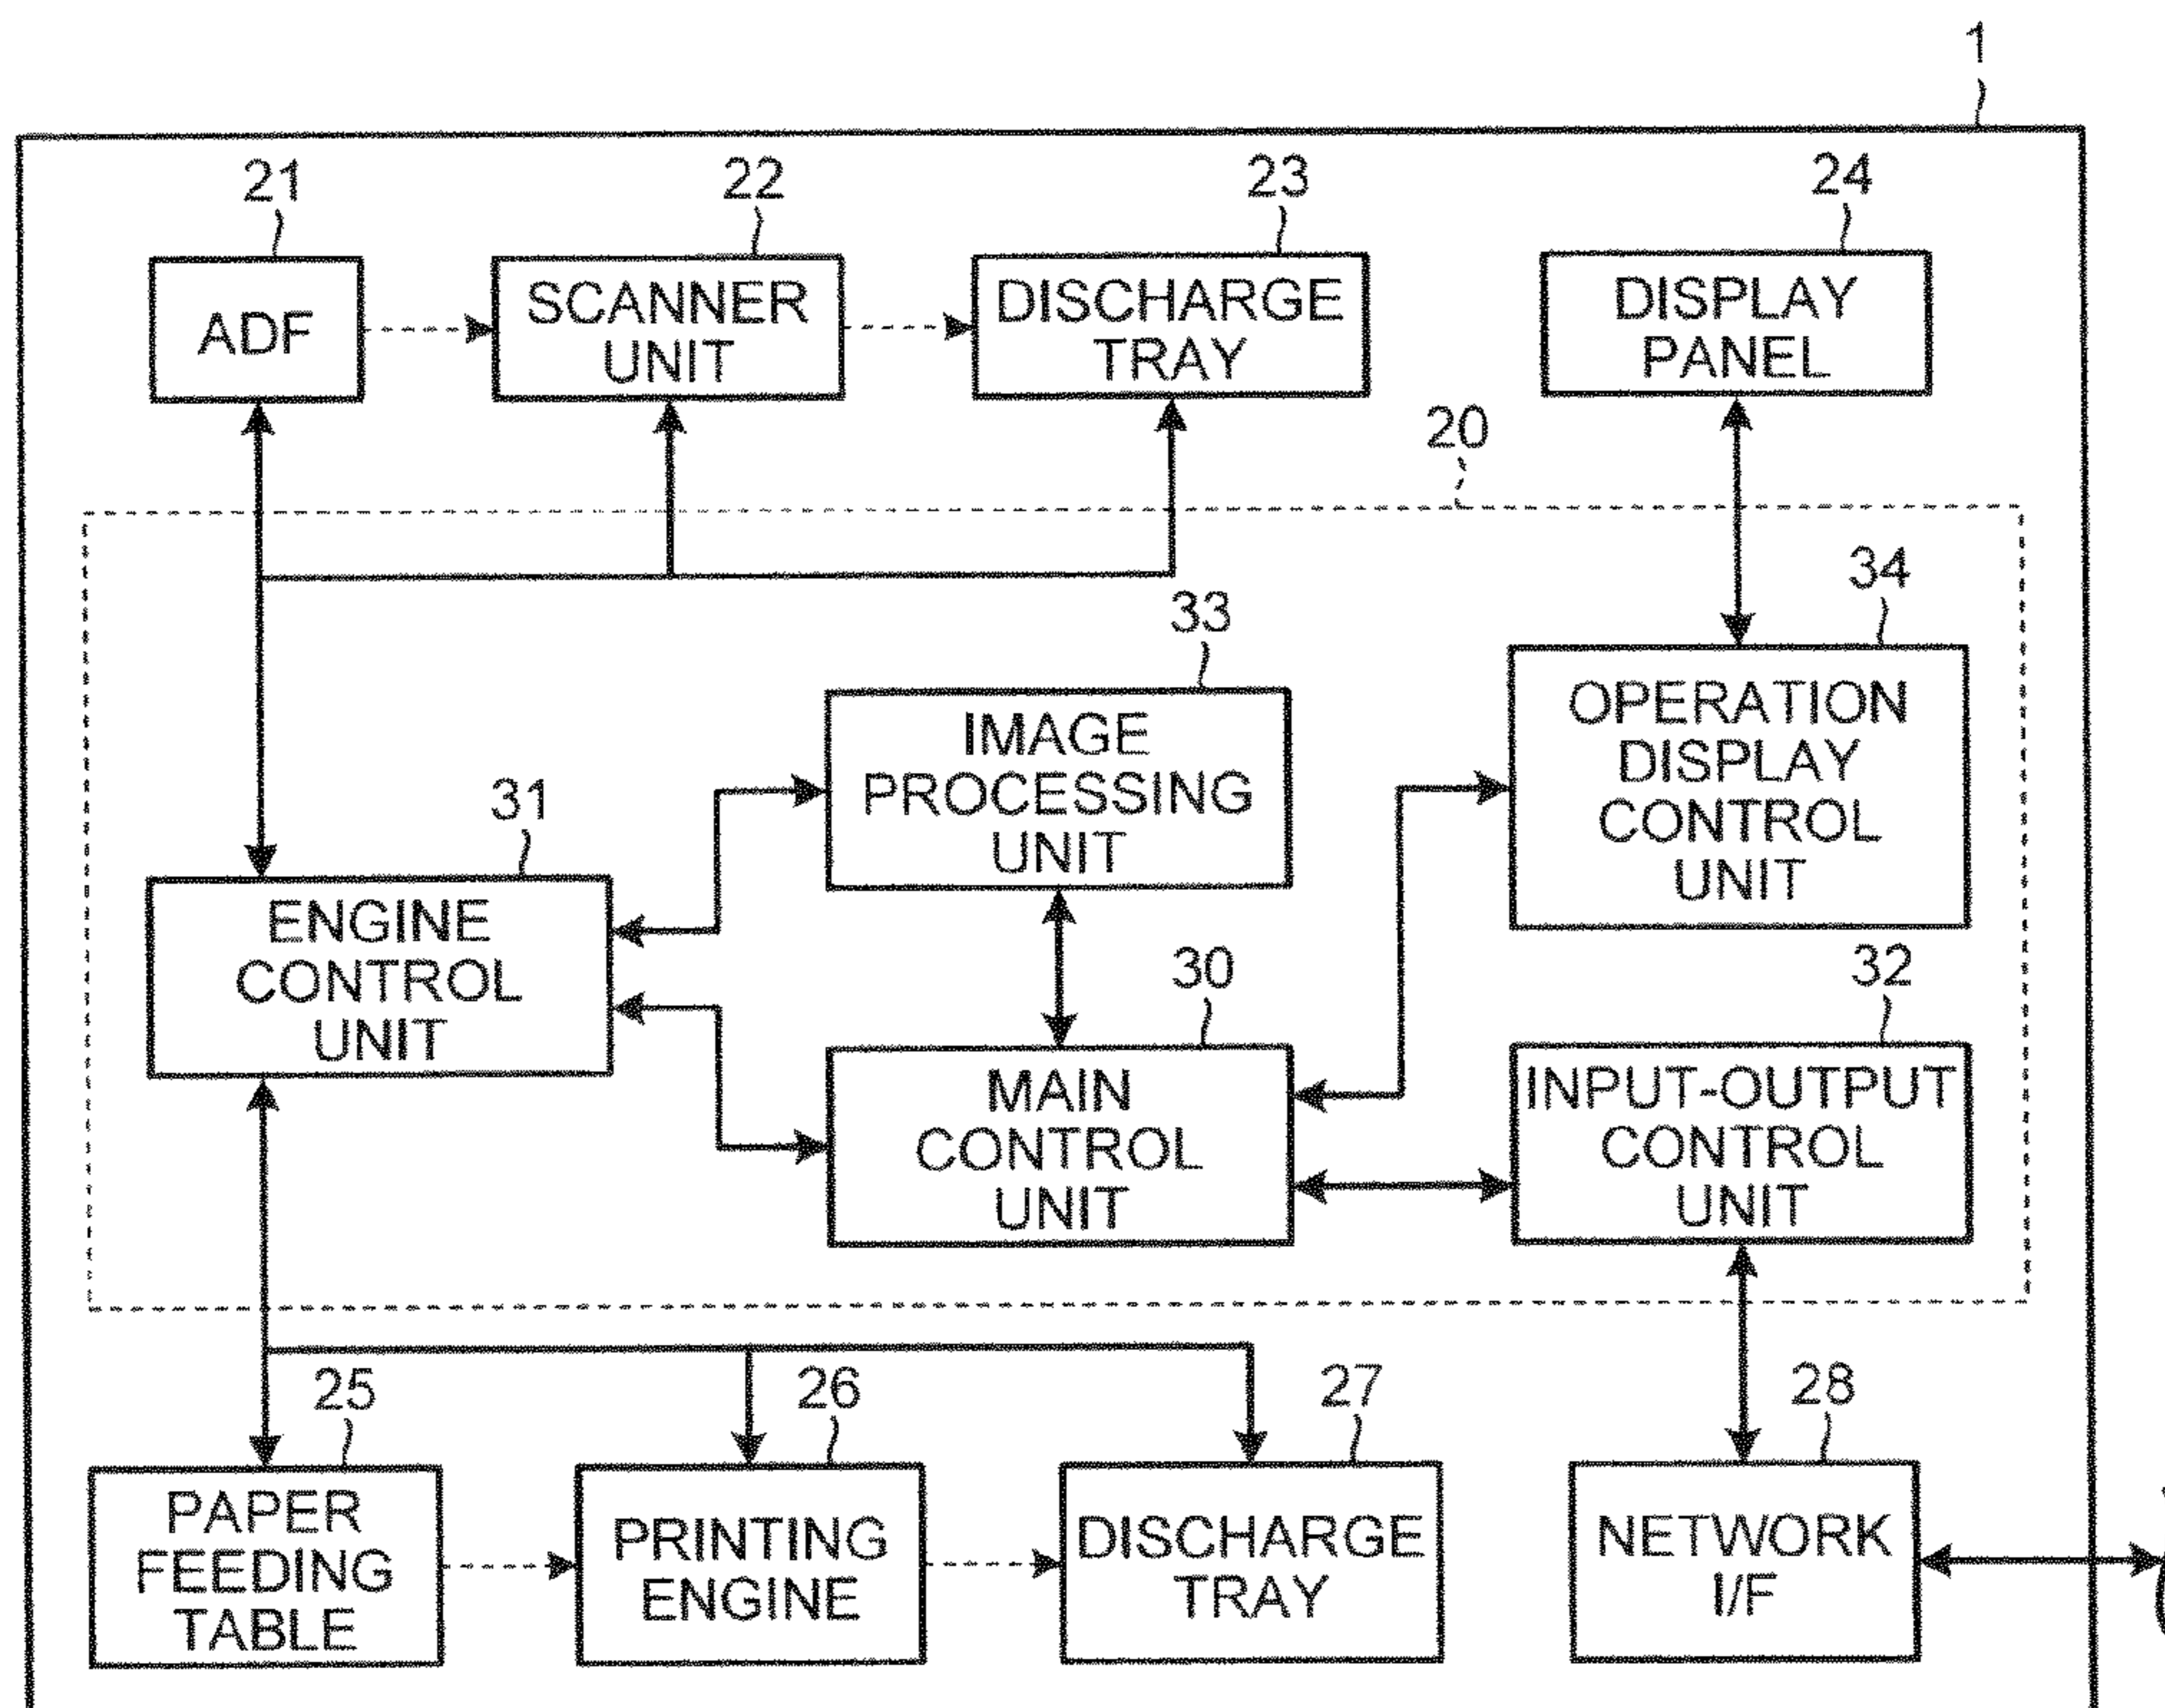 1
21
22
23
24
ADF
SCANNER
UNIT
DISCHARGE
TRAY
DISPLAY
PANEL
20
34
33
OPERATION
DISPLAY
CONTROL
UNIT
IMAGE
PROCESSING
UNIT
31
ENGINE
CONTROL
UNIT
30
32
MAIN
CONTROL
UNIT
INPUT-OUTPUT
CONTROL
UNIT
25
26
27
28
PAPER
FEEDING
TABLE
PRINTING
ENGINE
DISCHARGE
TRAY
NETWORK
I/F